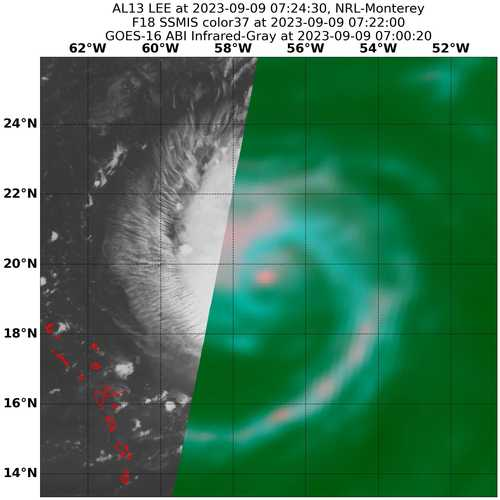 AL13 LEE at 2023-09-09 07:24:30, NRL-Monterey
F18 SSMIS color37 at 2023-09-09 07:22:00
GOES-16 ABI Infrared-Gray at 2023-09-09 07:00:20
62°W 60°W 58°W 56°W 54°W 52°W
24°N
22°N
20°N
18°N
16°N
14°N